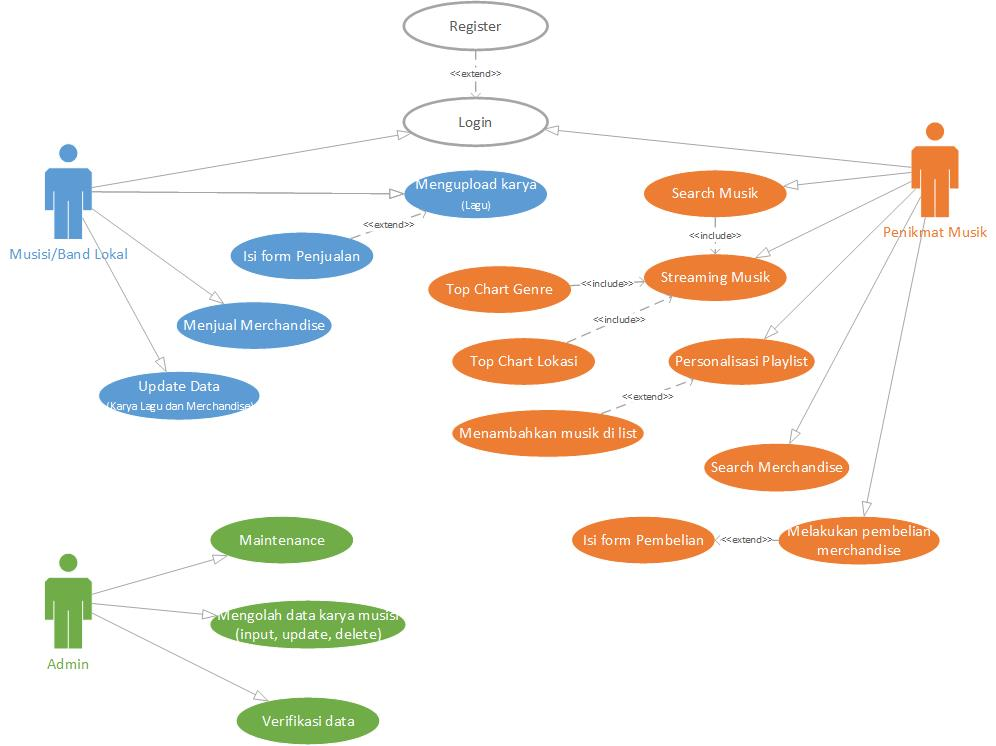 Register
<<extend>>
Login
Mengupload karya
(Lagu)
Search Musik
Penikmat Musik
<<extend>>
<<include>>
Musisi/Band Lokal
Isi form Penjualan
Streaming Musik
Top Chart Genre
<<include>>
<<include>>
Menjual Merchandise
Top Chart Lokasi
Personalisasi Playlist
Update Data
(Karya Lagu dan Merchandise)
<<extend>>
Menambahkan musik di list
Search Merchandise
Maintenance
Isi form Pembelian
<<extend>>
Melakukan pembelian
merchandise
Mengolah data karya musisi
(input, update, delete)
Admin
Verifikasi data